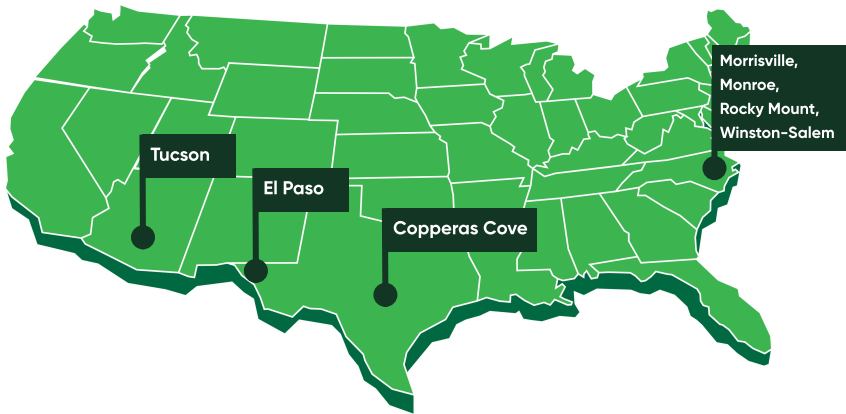 Morrisville,
Monroe,
Rocky Mount,
Winston-Salem
Tucson
El Paso
Copperas Cove